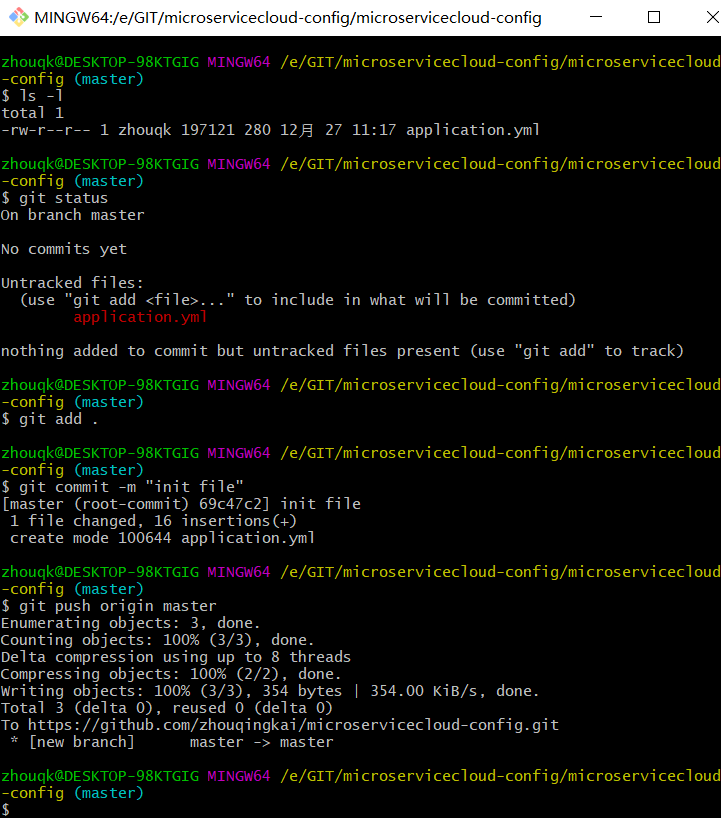 MINGW64:/e/GIT/microservicecloud-config/microservicecloud-config
zhouqk@DESKTOP-98KTGIG MINGW64 /e/GIT/microservicecloud-config/microservicecloud
-config (master)
$ ls -l
total 1
-rw-r--r-- 1 zhouqk 197121 280 12月 27 11:17 application.yml
zhouqk@DESKTOP-98KTGIG MINGW64 /e/GIT/microservicecloud-config/microservicecloud
-config (master)
$ git status
On branch master
No commits yet
Untracked files:
  (use "git add <file>..." to include in what will be committed)
        application.yml
nothing added to commit but untracked files present (use "git add" to track)
zhouqk@DESKTOP-98KTGIG MINGW64 /e/GIT/microservicecloud-config/microservicecloud
-config (master)
$ git add .
zhouqk@DESKTOP-98KTGIG MINGW64 /e/GIT/microservicecloud-config/microservicecloud
-config (master)
$ git commit -m "init file"
[master (root-commit) 69c47c2] init file
 1 file changed, 16 insertions(+)
 create mode 100644 application.yml
zhouqk@DESKTOP-98KTGIG MINGW64 /e/GIT/microservicecloud-config/microservicecloud
-config (master)
$ git push origin master
Enumerating objects: 3, done.
Counting objects: 100% (3/3), done.
Delta compression using up to 8 threads
Compressing objects: 100% (2/2), done.
Writing objects: 100% (3/3), 354 bytes | 354.00 KiB/s, done.
Total 3 (delta 0), reused 0 (delta 0)
To https://github.com/zhouqingkai/microservicecloud-config.git
 * [new branch]      master -> master
zhouqk@DESKTOP-98KTGIG MINGW64 /e/GIT/microservicecloud-config/microservicecloud
-config (master)
$